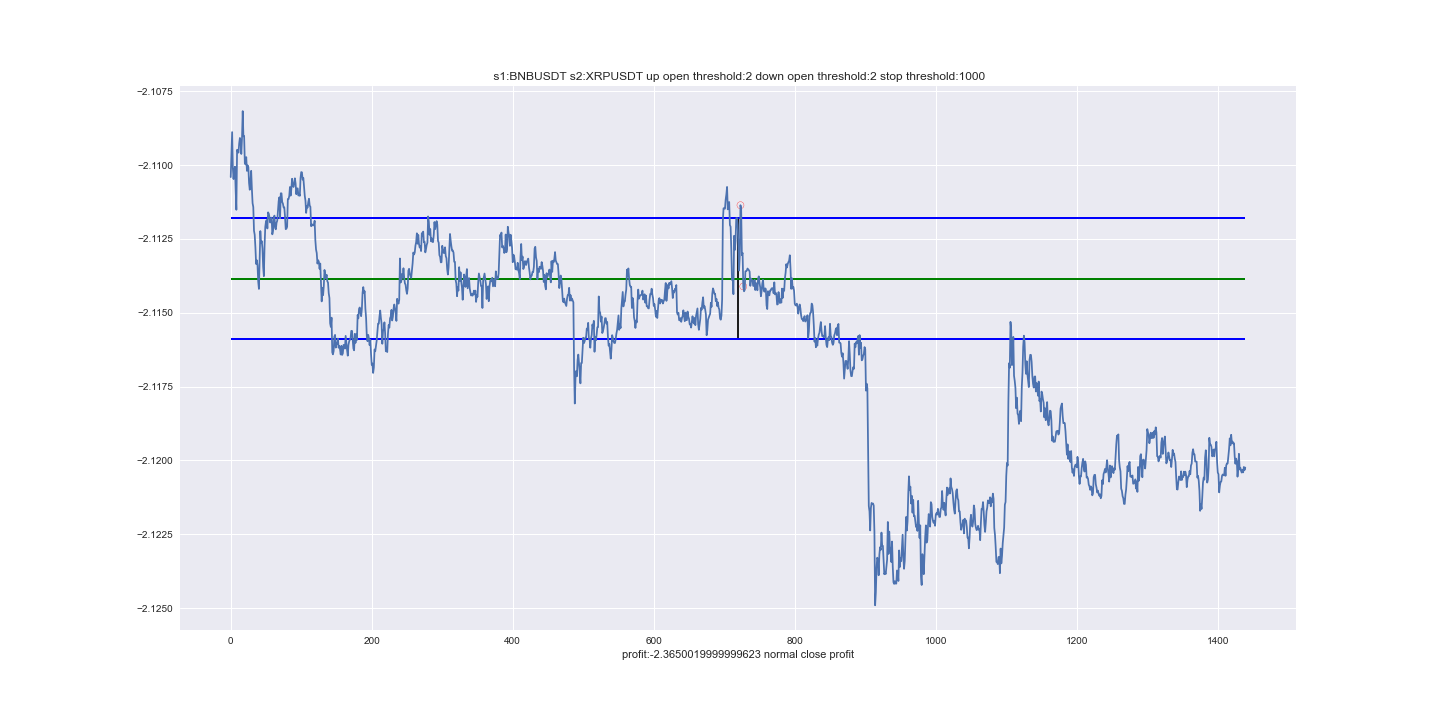 s1:BNBUSDT s2:XRPUSDT up open threshold:2 down open threshold:2 stop threshold:1000
−2.1075
−2.1100
−2.1125
−2.1150
−2.1175
−2.1200
−2.1225
−2.1250
0 200 400 600 800 1000 1200 1400
profit:-2.3650019999999623 normal close profit